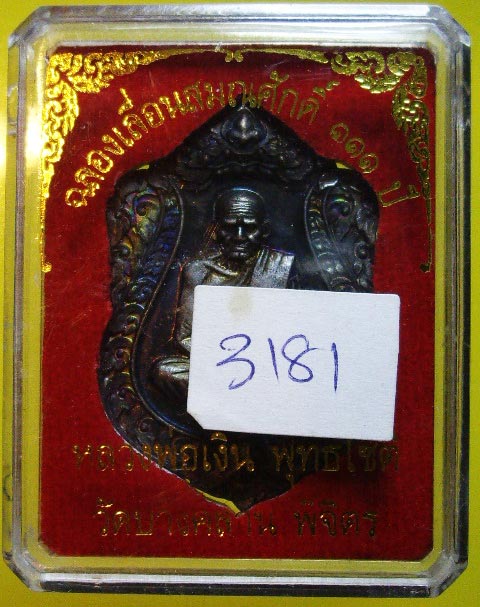 ฉลองเลื่อนสมณศักดิ์ ๑๑๑ ปี
3181
หลวงพ่อเงิน พุทธโชติ
วัดบางคลาน พิจิตร